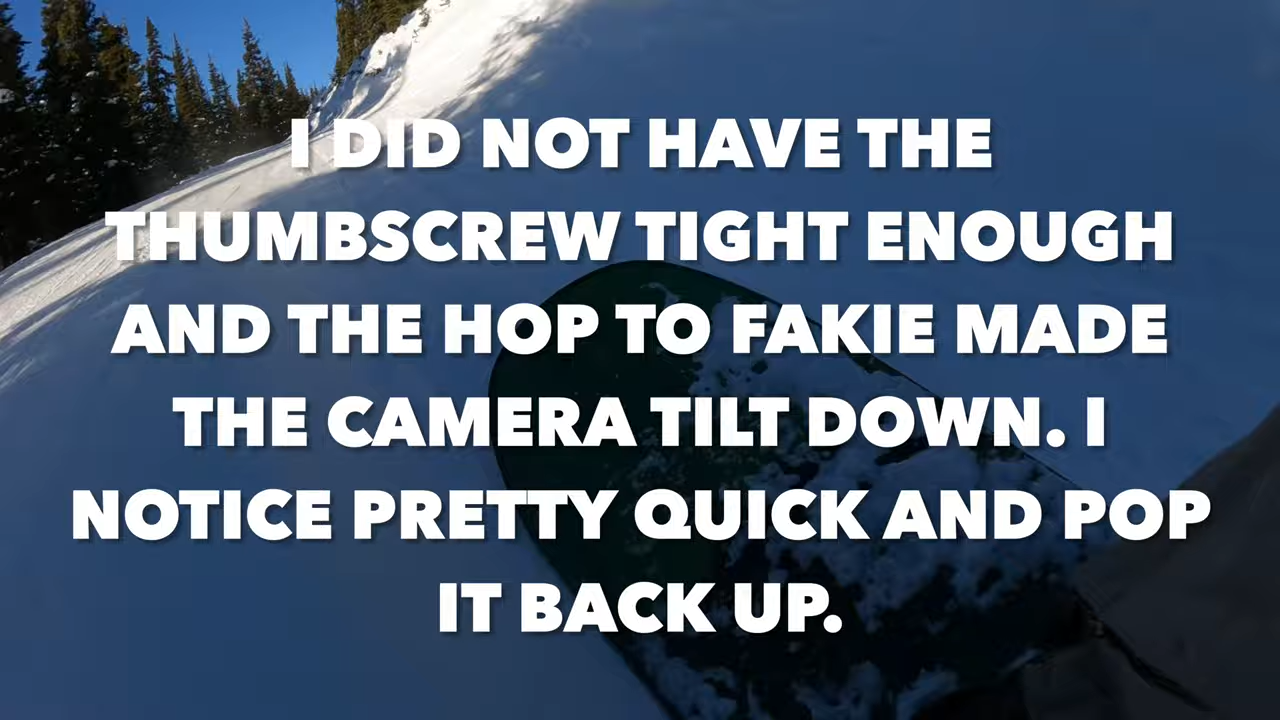 I DID NOT HAVE THE
THUMBSCREW TIGHT ENOUGH
AND THE HOP TO FAKIE MADE
THE CAMERA TILT DOWN. I
NOTICE PRETTY QUICK AND POP
IT BACK UP.